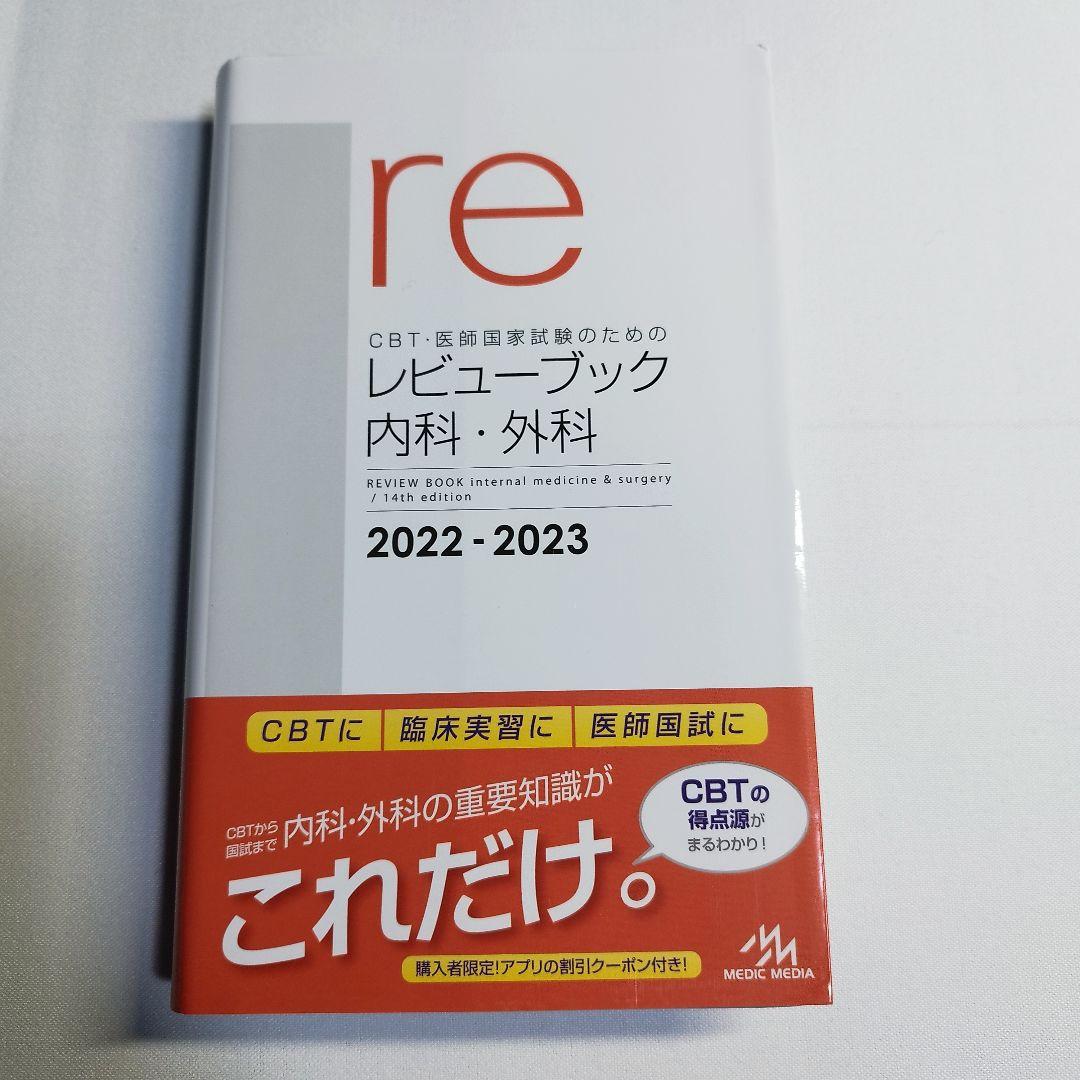 re
CBT・医師国家試験のための
レビューブック
内科・外科
REVIEW BOOK internal medicine & surgery
/ 14th edition
2022 - 2023
CBTに 臨床実習に 医師国試に
CBTから
国試まで
内科・外科の重要知識が
これだけ。
CBTの
得点源が
まるわかり!
購入者限定!アプリの割引クーポン付き!
MEDIC MEDIA